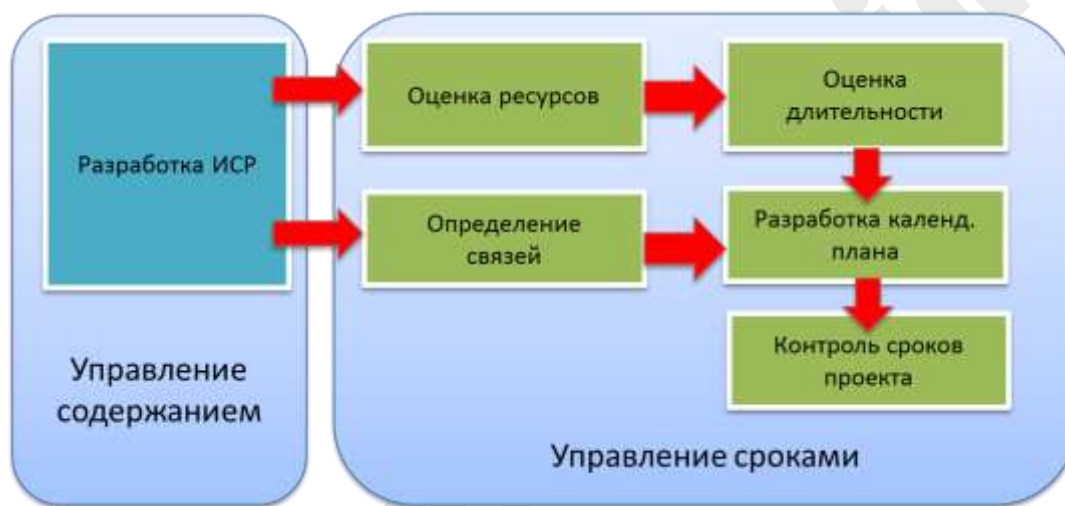 Разработка ИСР
Управление
содержанием
Оценка ресурсов
Оценка
длительности
Определение
связей
Разработка календ.
плана
Контроль сроков
проекта
Управление сроками